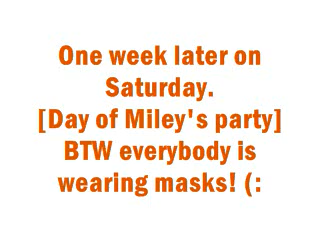 One week later on
Saturday.
[Day of Miley's party]
BTW everybody is
wearing masks! (: